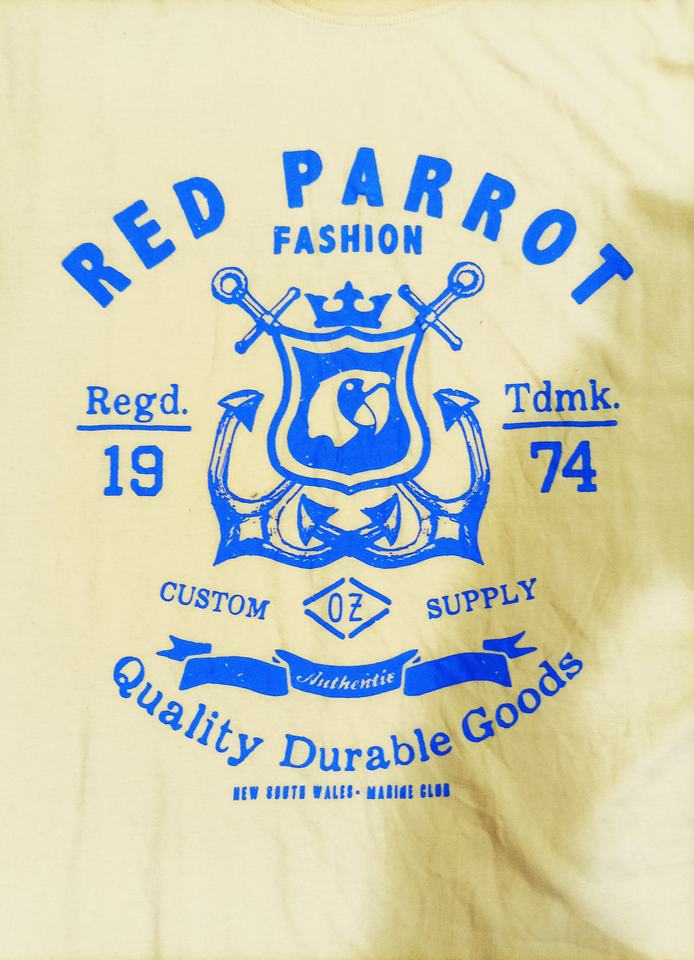 RED PARROT
FASHION
Regd. Tdmk.
19 74
CUSTOM OZ SUPPLY
Authentic
Quality Durable Goods
NEW SOUTH WALES- MARINE CLUB